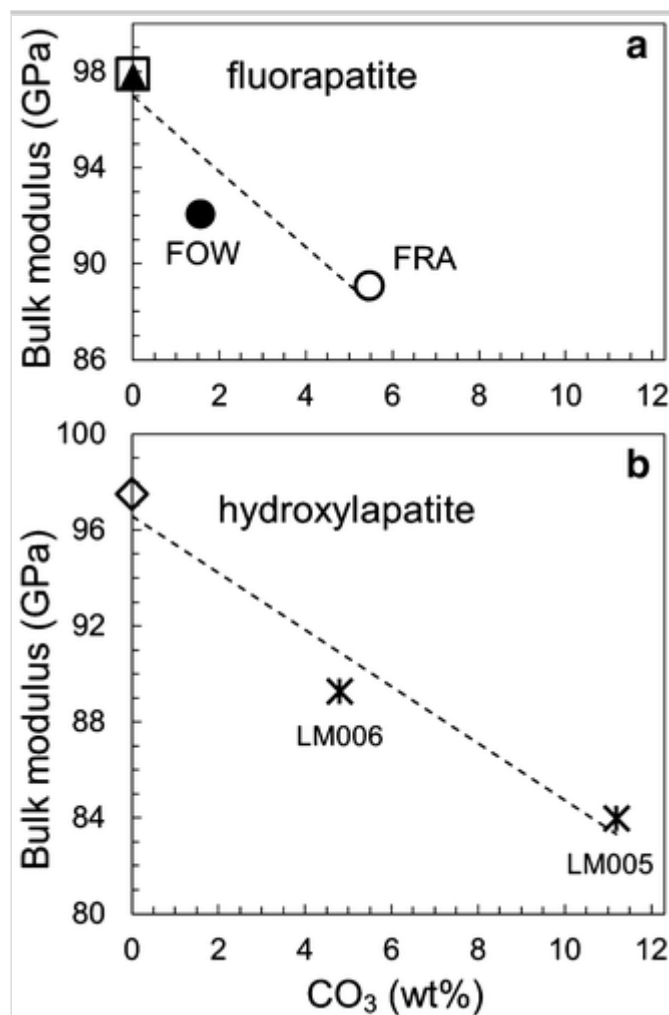 a
fluorapatite
Bulk modulus (GPa)
98
94
90
86
FOW
FRA
0 2 4 6 8 10 12
b
hydroxylapatite
Bulk modulus (GPa)
100
96
92
88
84
80
LM006
LM005
0 2 4 6 8 10 12
CO₃ (wt%)